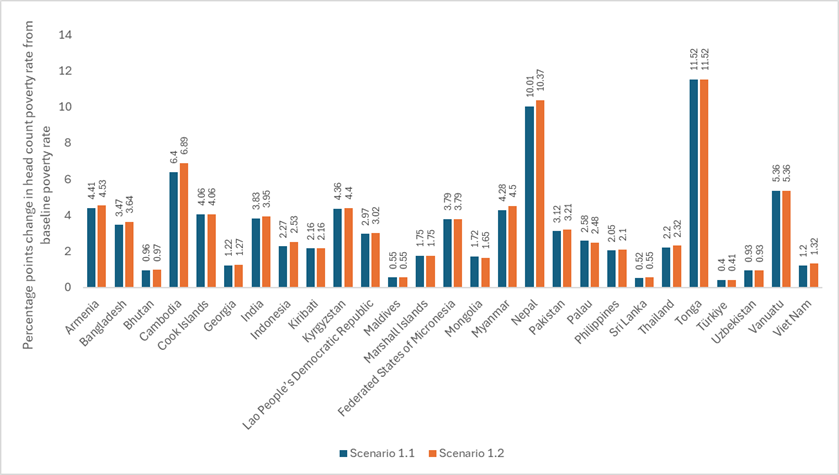 Percentage points change in head count poverty rate from
baseline poverty rate
14
12
10
8
6
4
2
0
4.41
4.53
3.47
3.64
0.96
0.97
6.4
6.89
4.06
4.06
1.22
1.27
3.83
3.95
2.27
2.53
2.16
2.16
4.36
4.4
2.97
3.02
0.55
0.55
1.75
1.75
3.79
3.79
1.72
1.65
4.28
4.5
10.01
10.37
3.12
3.21
2.58
2.48
2.05
2.1
0.52
0.55
2.2
2.32
11.52
11.52
0.4
0.41
0.93
0.93
5.36
5.36
1.2
1.32
Armenia
Bangladesh
Bhutan
Cambodia
Cook Islands
Georgia
India
Indonesia
Kiribati
Kyrgyzstan
Lao People's Democratic Republic
Maldives
Marshall Islands
Federated States of Micronesia
Mongolia
Myanmar
Nepal
Pakistan
Palau
Philippines
Sri Lanka
Thailand
Tonga
Türkiye
Uzbekistan
Vanuatu
Viet Nam
Scenario 1.1
Scenario 1.2